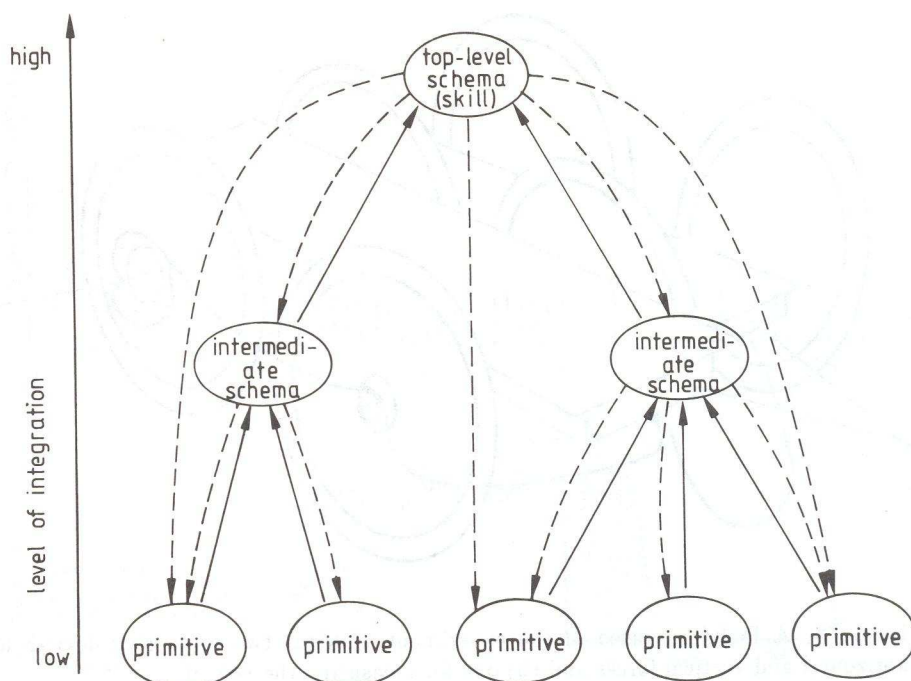 high
top-level
schema
(skill)
intermedi-
ate
schema
intermedi-
ate
schema
level of integration
low
primitive
primitive
primitive
primitive
primitive